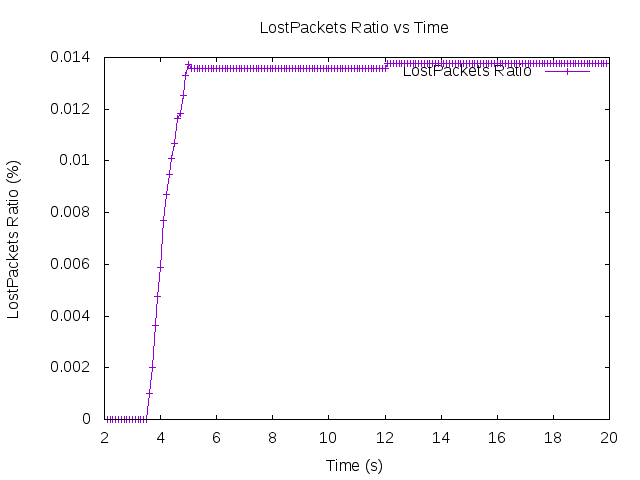 LostPackets Ratio vs Time
0.014
0.012
0.01
0.008
0.006
0.004
0.002
0
LostPackets Ratio (%)
LostPackets Ratio
2 4 6 8 10 12 14 16 18 20
Time (s)